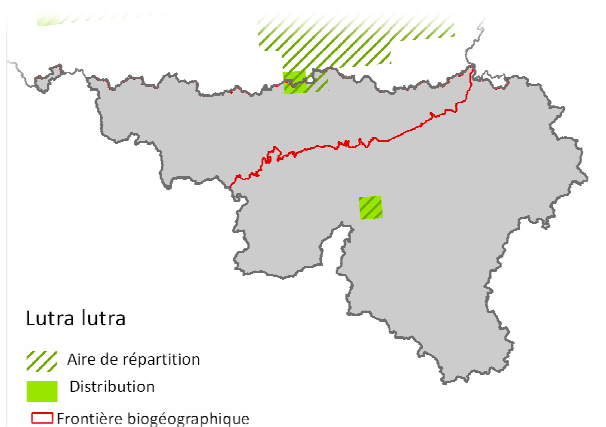 Lutra lutra
Aire de répartition
Distribution
Frontière biogéographique